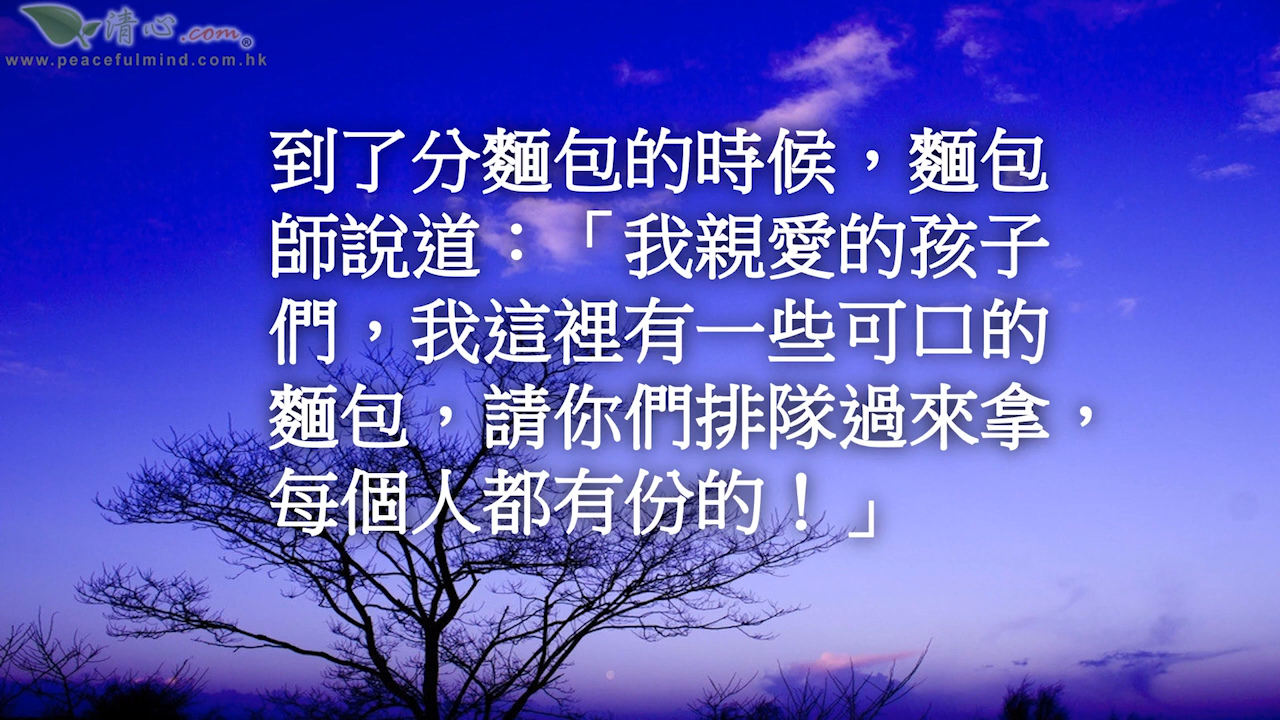 清心.com®
www.peacefulmind.com.hk
到了分麵包的時候，麵包
師說道：「我親愛的孩子
們，我這裡有一些可口的
麵包，請你們排隊過來拿，
每個人都有份的！」